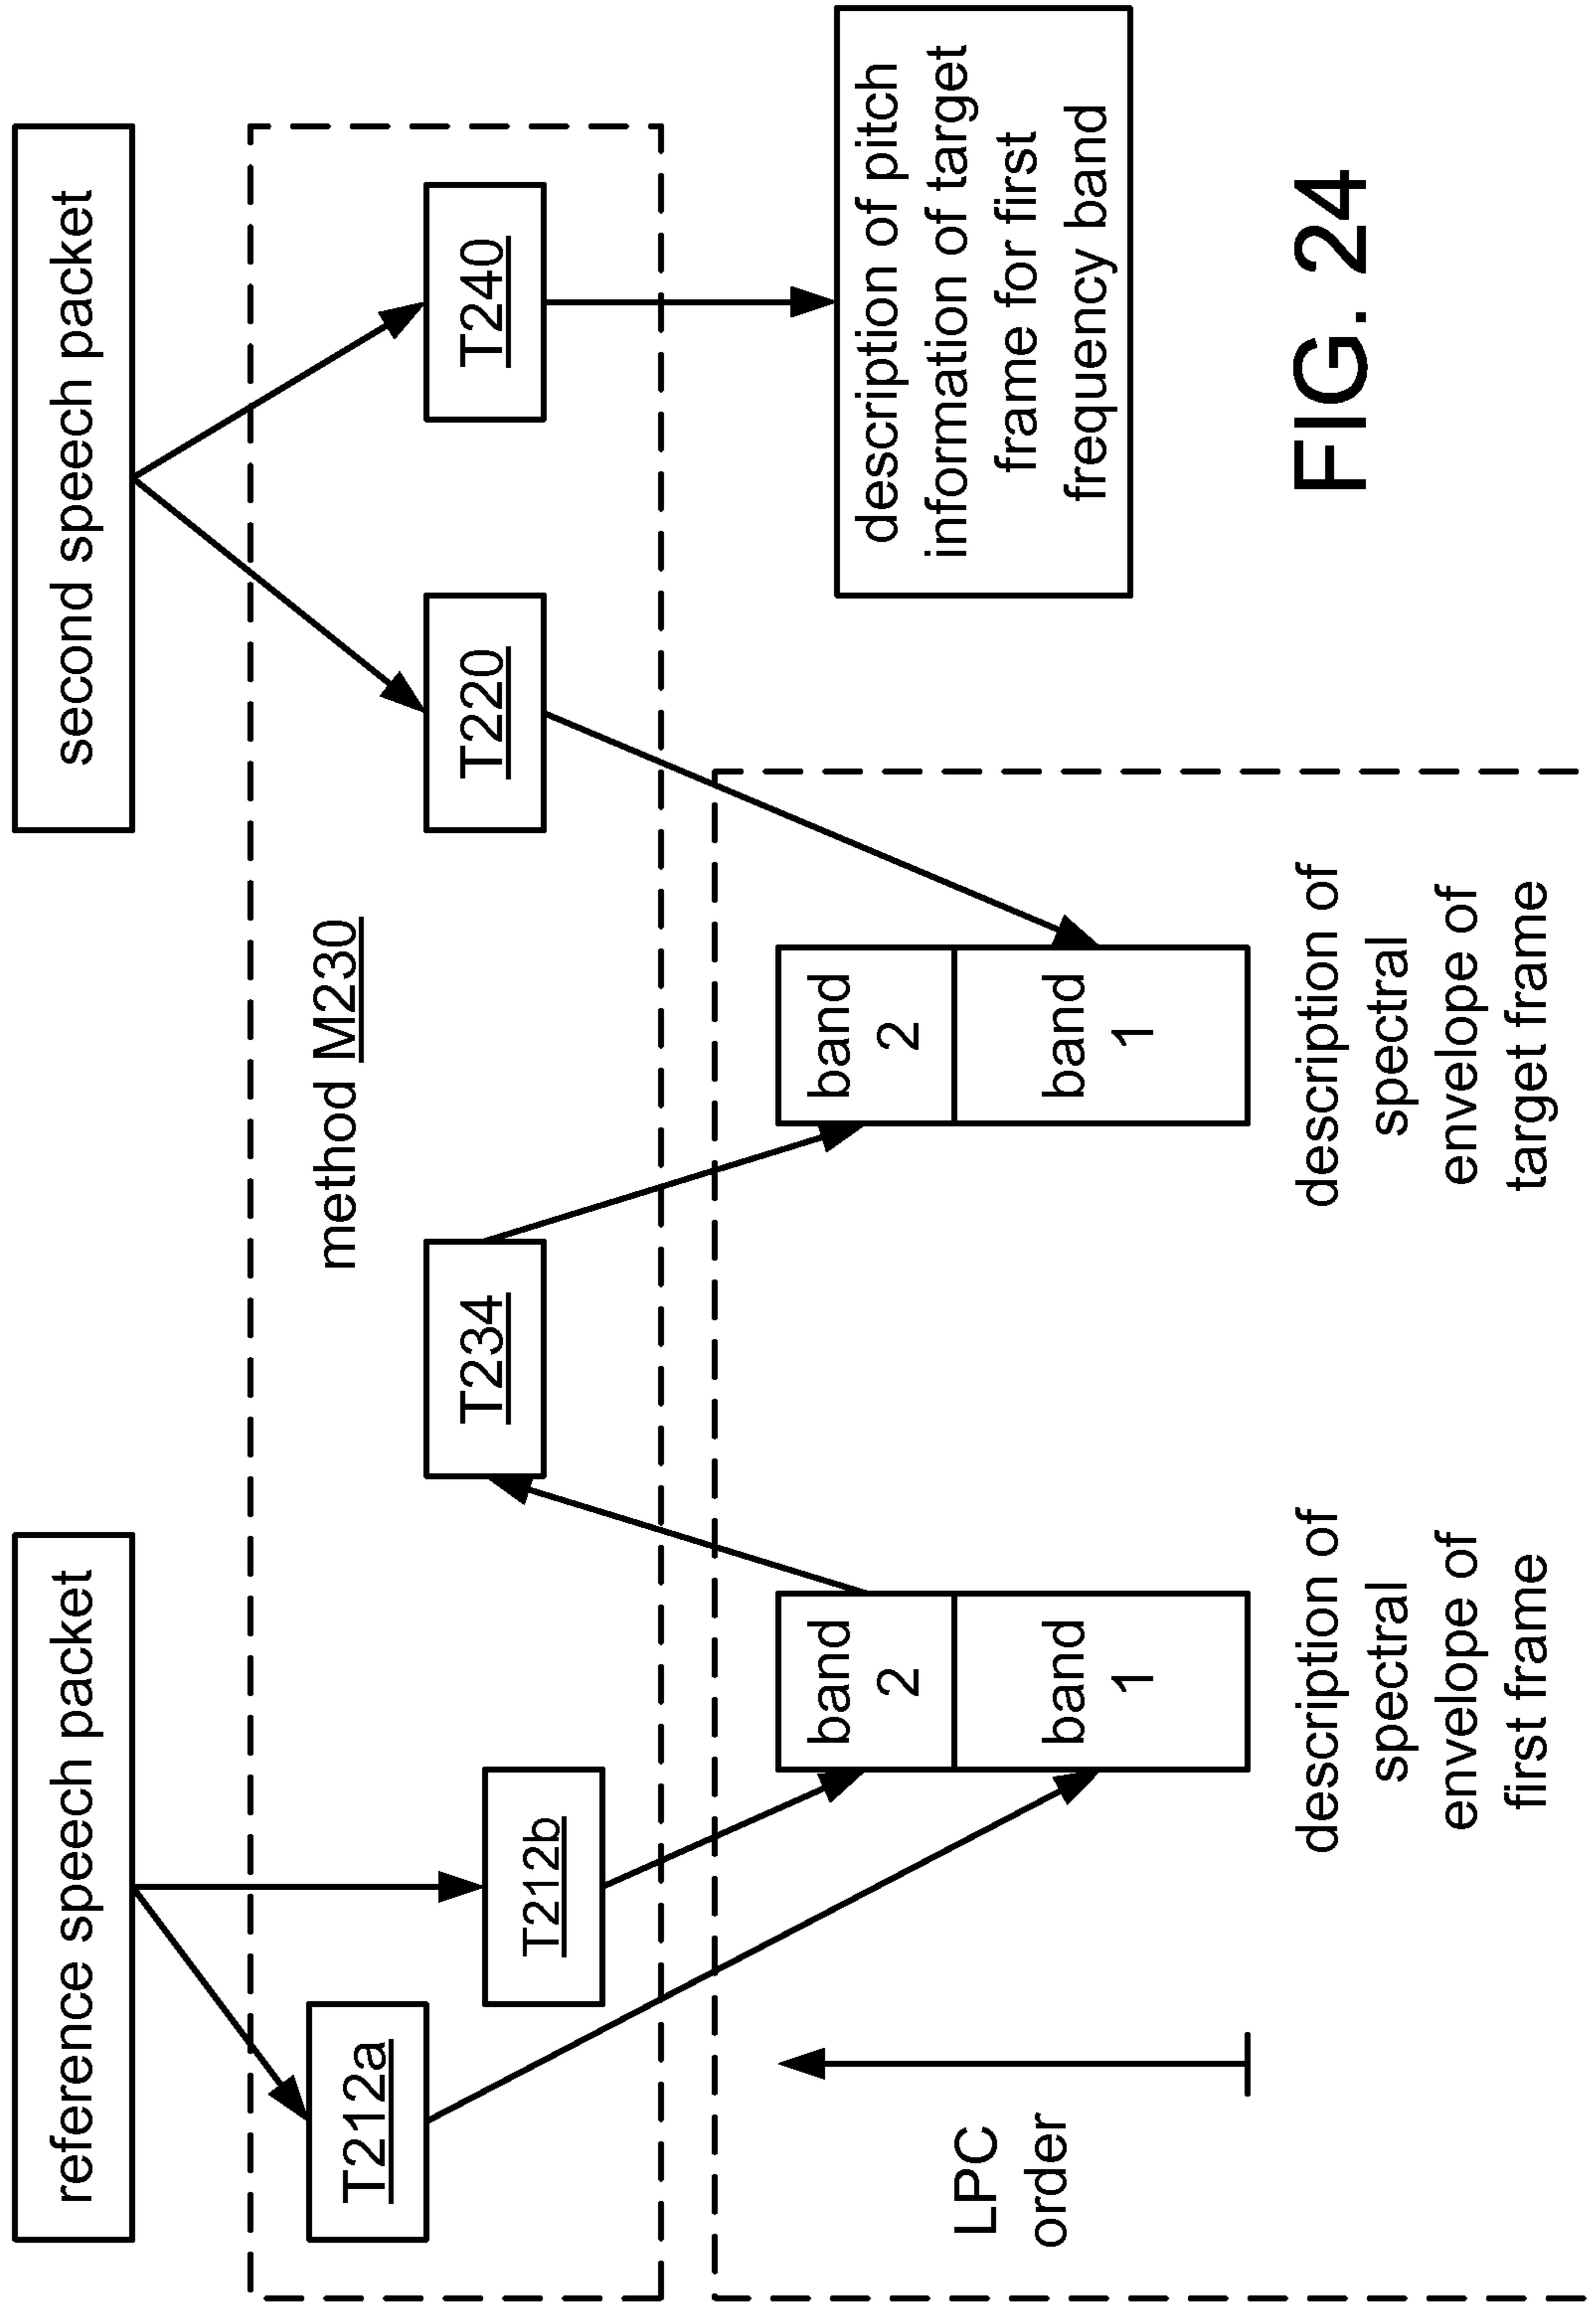 reference speech packet
second speech packet
method M230
T212a
T212b
T234
T220
T240
LPC
order
band
2
band
1
band
2
band
1
description of pitch
information of target
frame for first
frequency band
description of
spectral
envelope of
first frame
description of
spectral
envelope of
target frame
FIG. 24